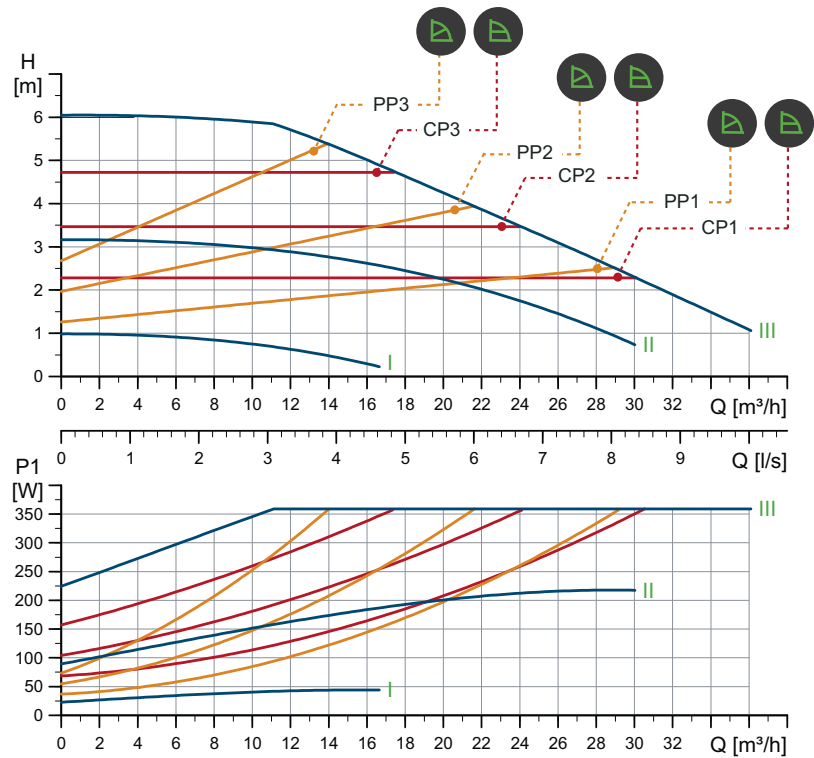 H
[m]
6
5
4
3
2
1
0
PP3
CP3
PP2
CP2
PP1
CP1
I
II
III
0 2 4 6 8 10 12 14 16 18 20 22 24 26 28 30 32 Q [m³/h]
0 1 2 3 4 5 6 7 8 9 Q [l/s]
P1
[W]
350
300
250
200
150
100
50
0
III
II
I
0 2 4 6 8 10 12 14 16 18 20 22 24 26 28 30 32 Q [m³/h]